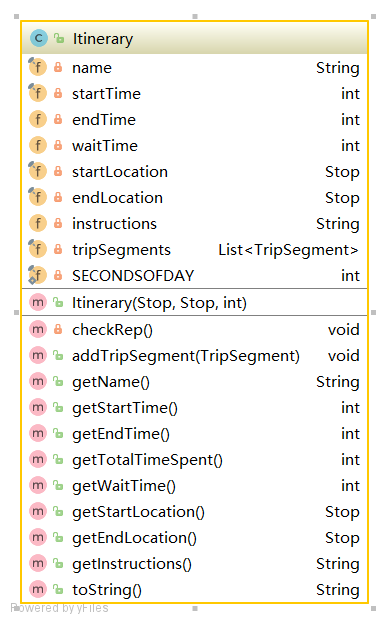 Itinerary
name String
startTime int
endTime int
waitTime int
startLocation Stop
endLocation Stop
instructions String
tripSegments List<TripSegment>
SECONDSOFDAY int
Itinerary(Stop, Stop, int)
checkRep() void
addTripSegment(TripSegment) void
getName() String
getStartTime() int
getEndTime() int
getTotalTimeSpent() int
getWaitTime() int
getStartLocation() Stop
getEndLocation() Stop
getInstructions() String
toString() String
Powered by yFiles